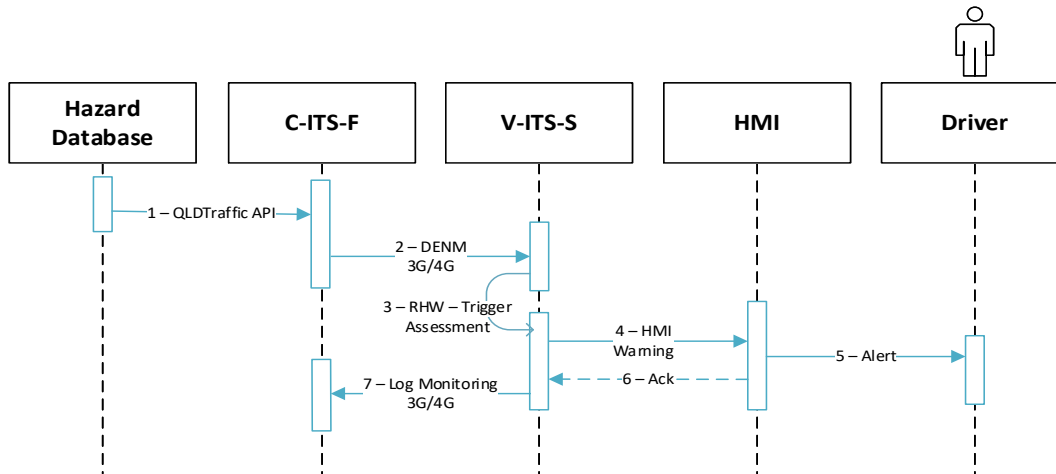 Hazard
Database
C-ITS-F
V-ITS-S
HMI
Driver
1 – QLDTraffic API
2 – DENM
3G/4G
3 – RHW – Trigger
Assessment
4 – HMI
Warning
5 – Alert
6 – Ack
7 – Log Monitoring
3G/4G